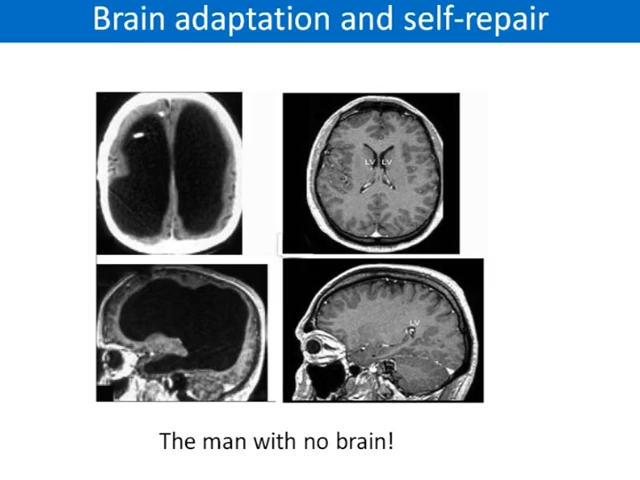 Brain adaptation and self-repair
LV LV
LV
The man with no brain!